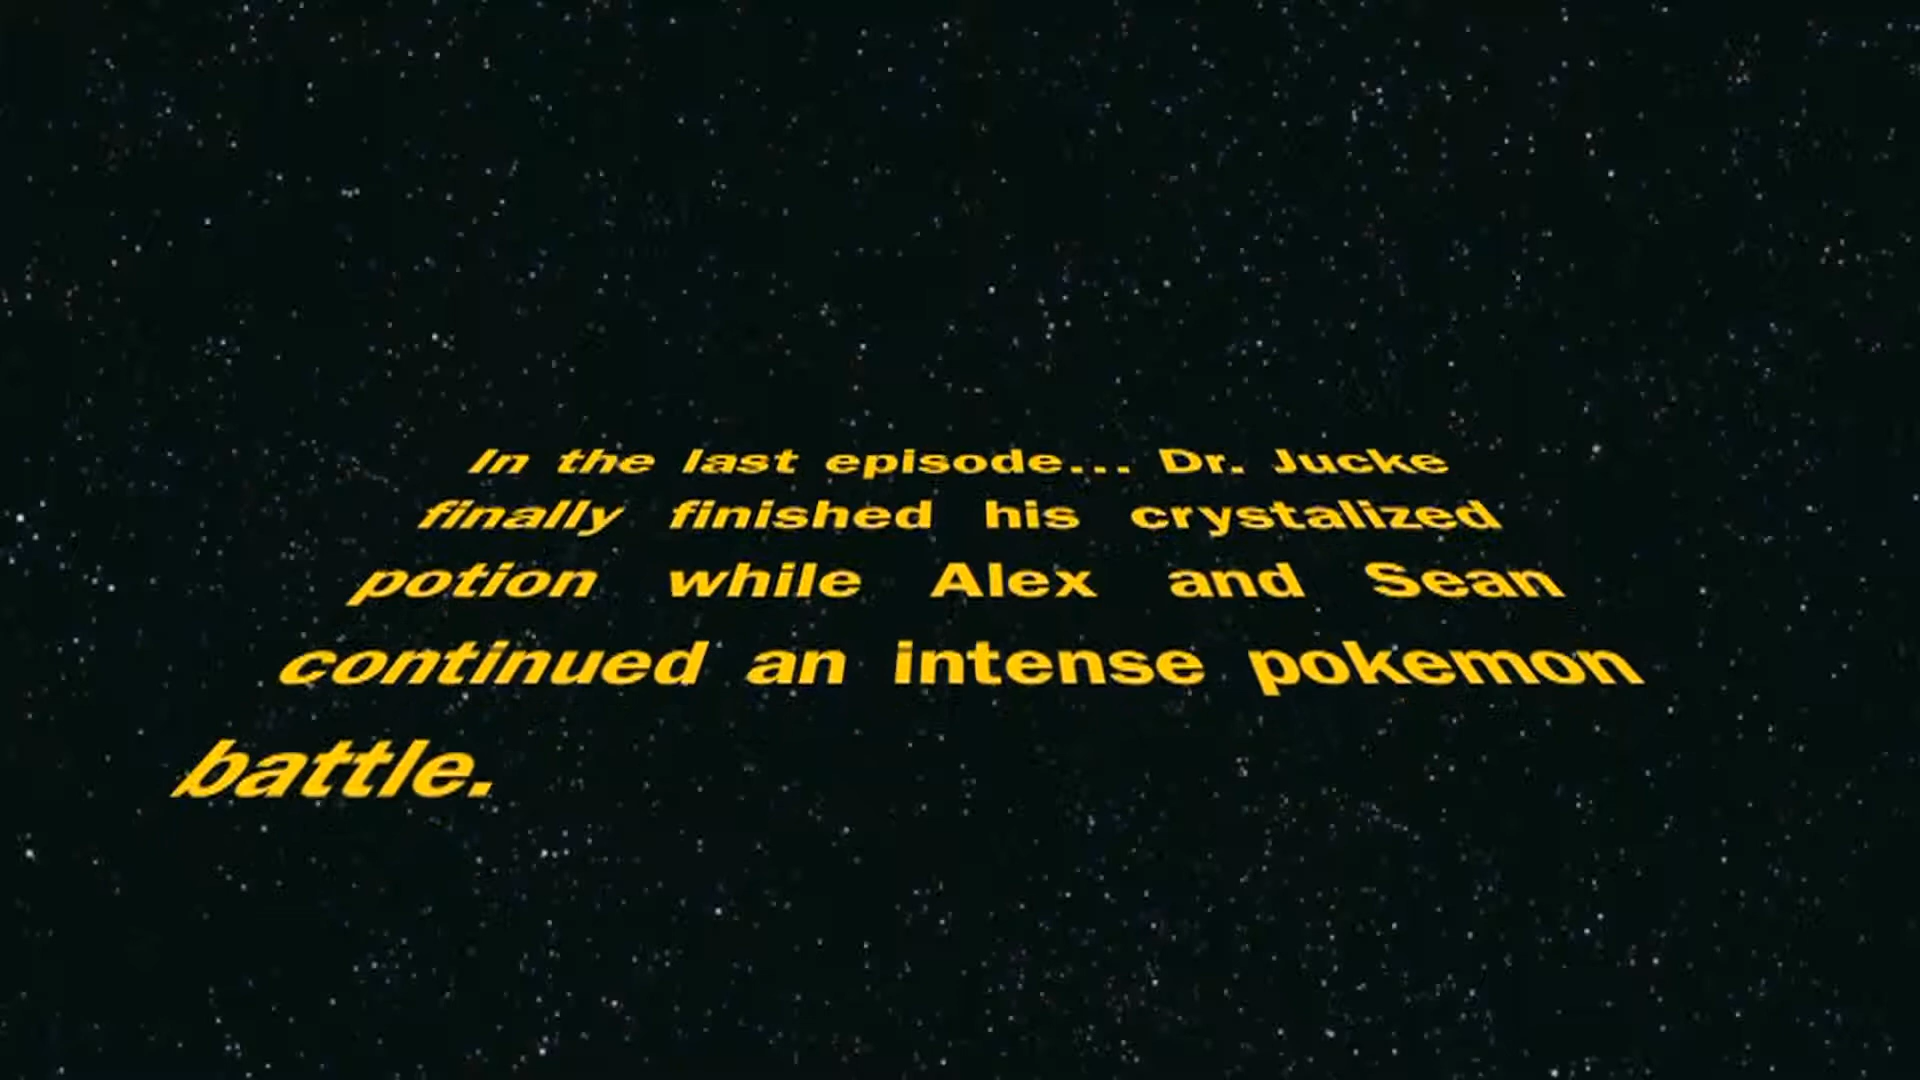 In the last episode... Dr. Jucke
finally finished his crystalized
potion while Alex and Sean
continued an intense pokemon
battle.